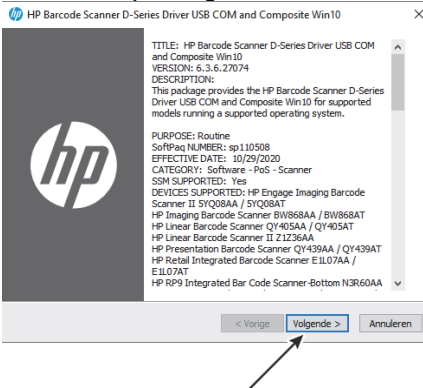 HP Barcode Scanner D-Series Driver USB COM and Composite Win10
TITLE: HP Barcode Scanner D-Series Driver USB COM
and Composite Win10
VERSION: 6.3.6.27074
DESCRIPTION:
This package provides the HP Barcode Scanner D-Series
Driver USB COM and Composite Win10 for supported
models running a supported operating system.
PURPOSE: Routine
SoftPaq NUMBER: sp110508
EFFECTIVE DATE: 10/29/2020
CATEGORY: Software - PoS - Scanner
SSM SUPPORTED: Yes
DEVICES SUPPORTED: HP Engage Imaging Barcode
Scanner II 5YQ08AA / 5YQ08AT
HP Imaging Barcode Scanner BW868AA / BW868AT
HP Linear Barcode Scanner QY405AA / QY405AT
HP Linear Barcode Scanner II Z1Z36AA
HP Presentation Barcode Scanner QY439AA / QY439AT
HP Retail Integrated Barcode Scanner E1L07AA /
E1L07AT
HP RP9 Integrated Bar Code Scanner-Bottom N3R60AA
hp
< Vorige
Volgende >
Annuleren